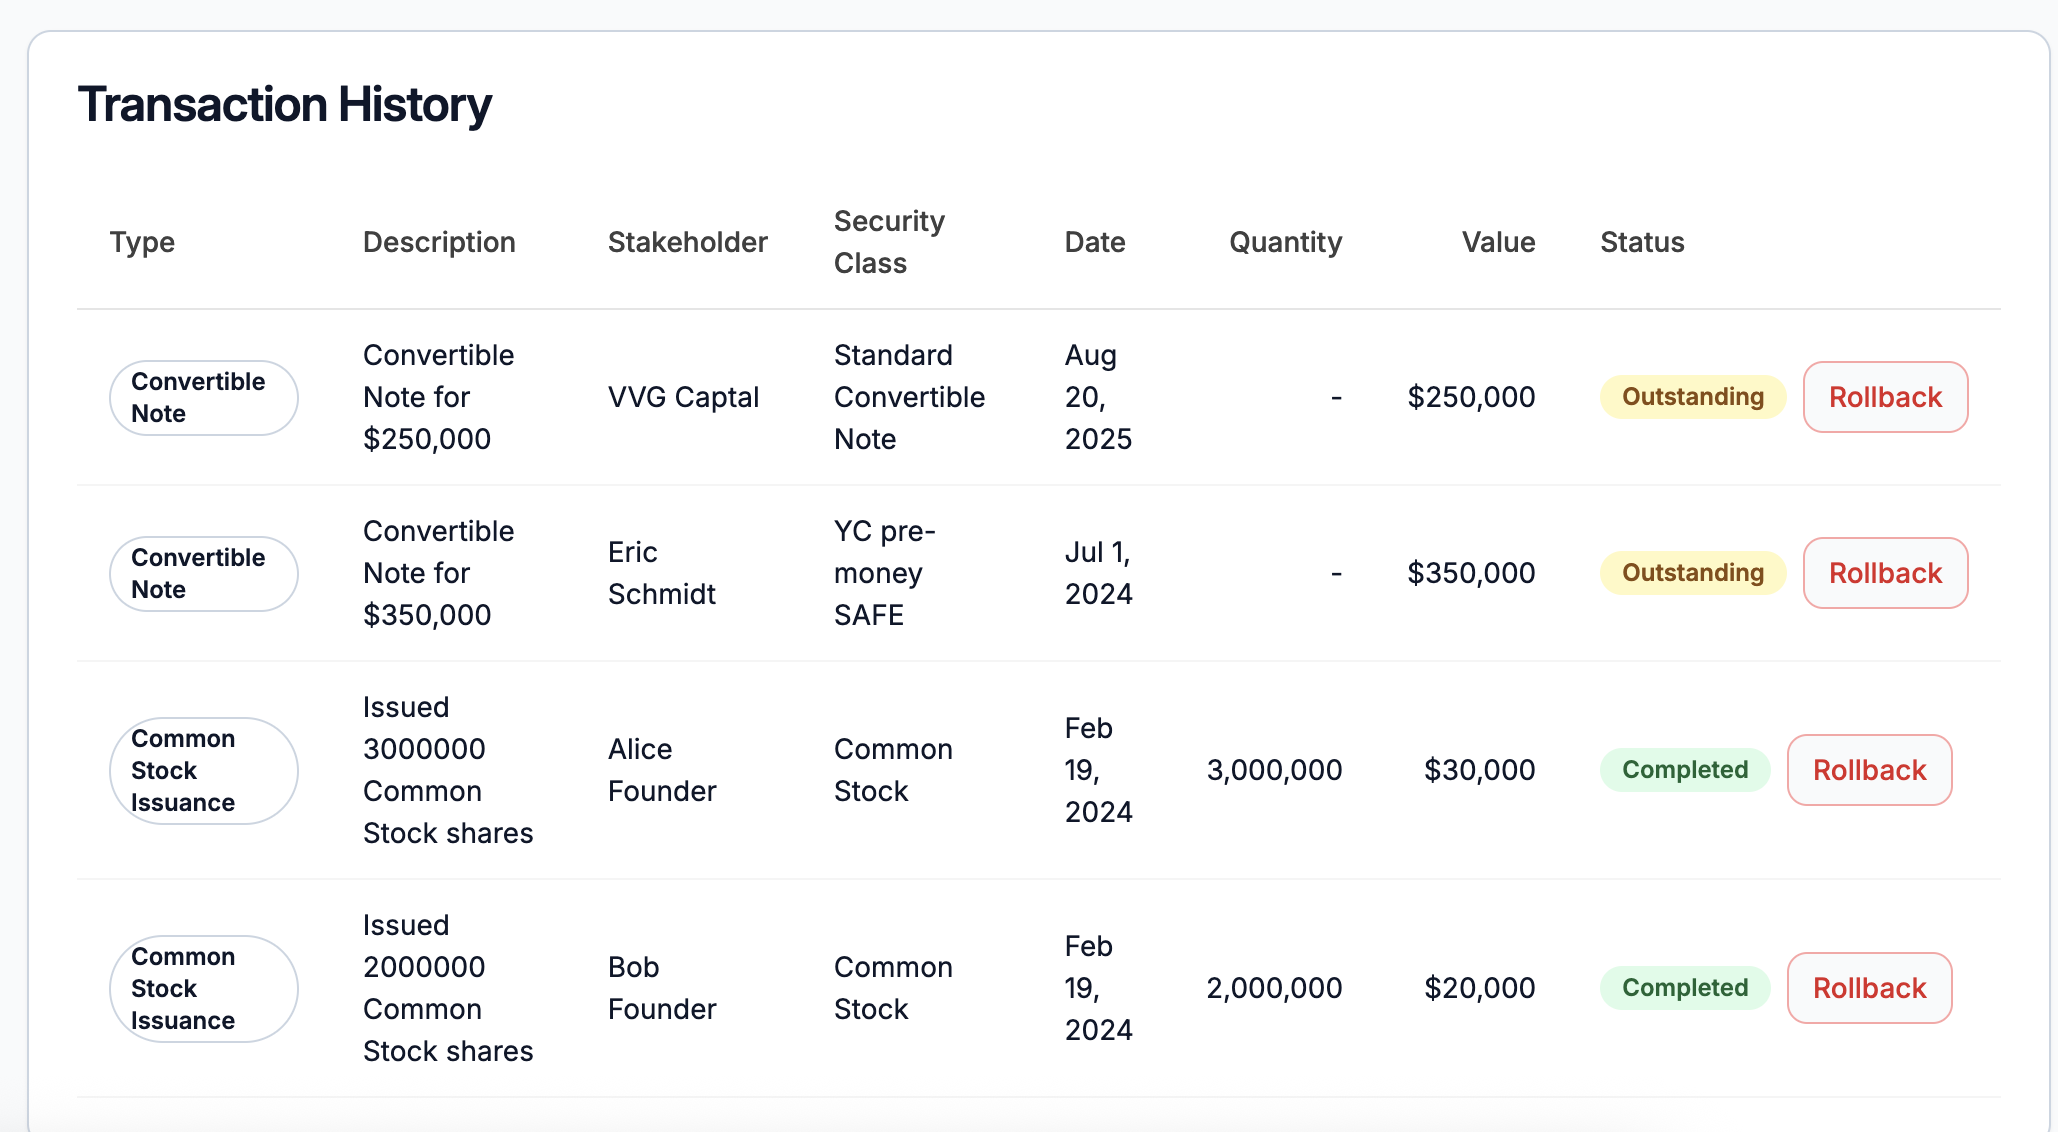 Transaction History
Type
Description
Stakeholder
Security
Class
Date
Quantity
Value
Status
Convertible
Note
Convertible
Note for
$250,000
VVG Captal
Standard
Convertible
Note
Aug
20,
2025
-
$250,000
Outstanding
Rollback
Convertible
Note
Convertible
Note for
$350,000
Eric
Schmidt
YC pre-
money
SAFE
Jul 1,
2024
-
$350,000
Outstanding
Rollback
Common
Stock
Issuance
Issued
3000000
Common
Stock shares
Alice
Founder
Common
Stock
Feb
19,
2024
3,000,000
$30,000
Completed
Rollback
Common
Stock
Issuance
Issued
2000000
Common
Stock shares
Bob
Founder
Common
Stock
Feb
19,
2024
2,000,000
$20,000
Completed
Rollback